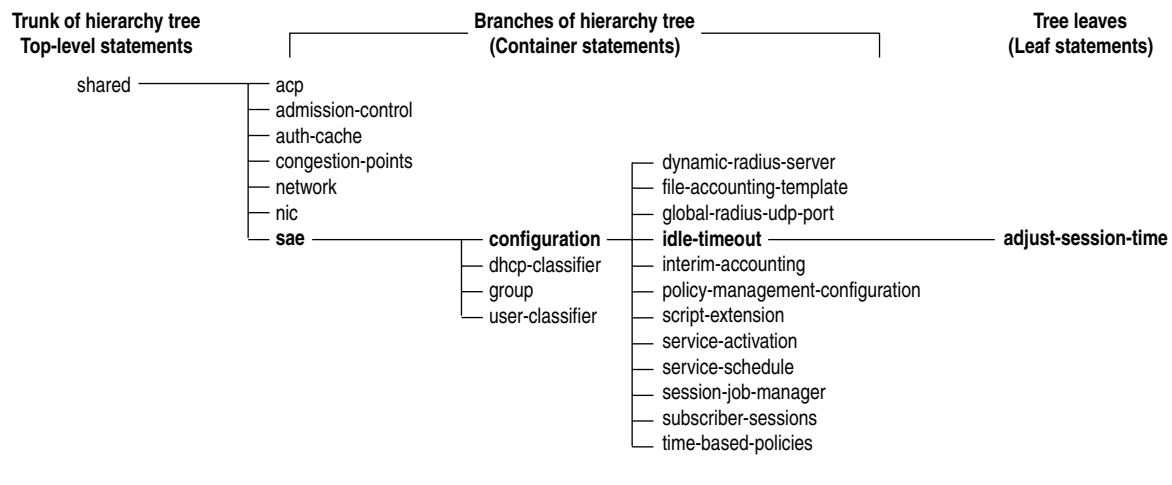 Trunk of hierarchy tree
Top-level statements
Branches of hierarchy tree
(Container statements)
Tree leaves
(Leaf statements)
shared
acp
admission-control
auth-cache
congestion-points
network
nic
sae
configuration
dhcp-classifier
group
user-classifier
dynamic-radius-server
file-accounting-template
global-radius-udp-port
idle-timeout
interim-accounting
policy-management-configuration
script-extension
service-activation
service-schedule
session-job-manager
subscriber-sessions
time-based-policies
adjust-session-time